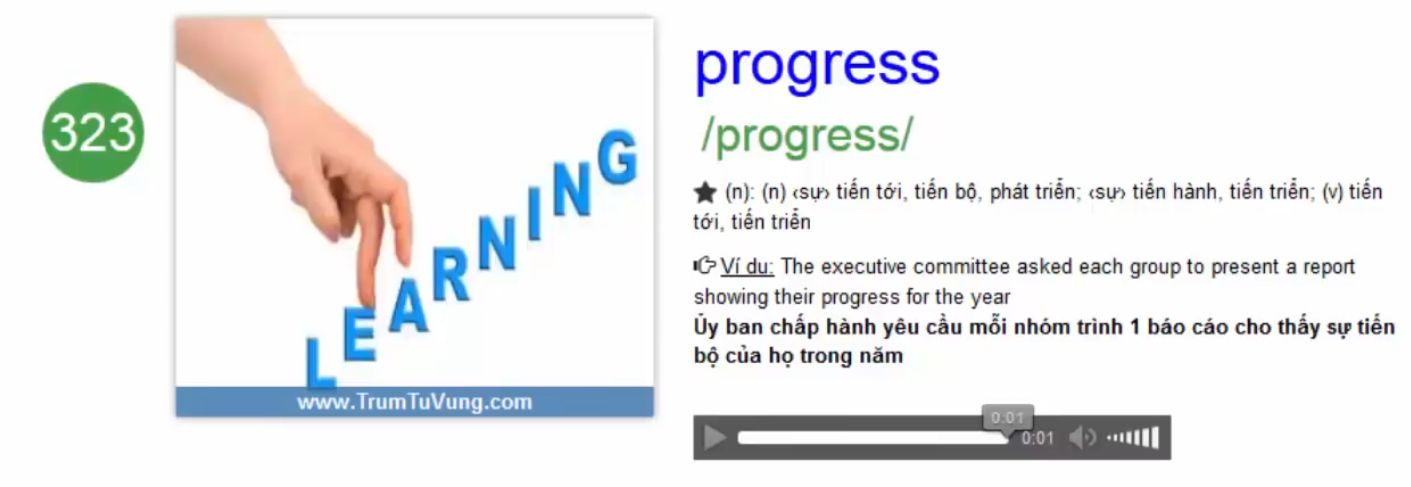 323
LEARNING
www.TrumTuVung.com
progress
/progress/
★ (n): (n) ‹sự› tiến tới, tiến bộ, phát triển; ‹sự› tiến hành, tiến triển; (v) tiến
tới, tiến triển
Ví du: The executive committee asked each group to present a report
showing their progress for the year
Ủy ban chấp hành yêu cầu mỗi nhóm trình 1 báo cáo cho thấy sự tiến
bộ của họ trong năm
0:01
0:01